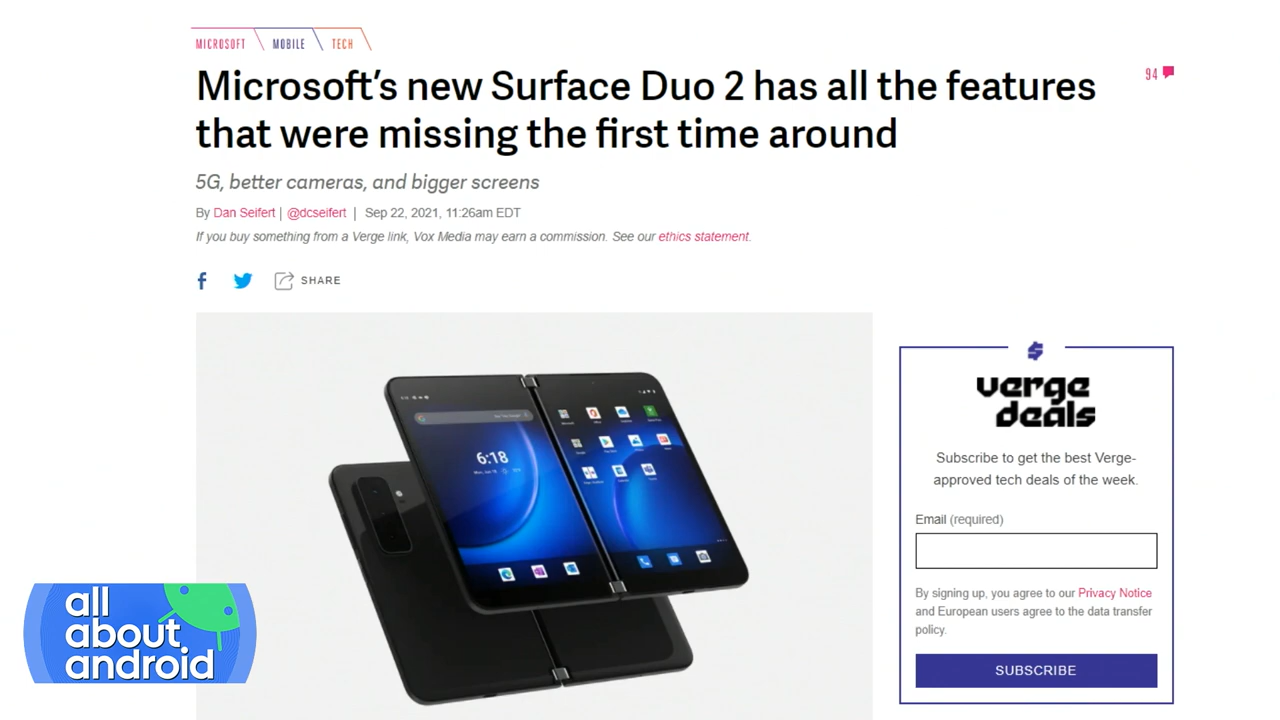 MICROSOFT
MOBILE
TECH
Microsoft's new Surface Duo 2 has all the features
that were missing the first time around
94
5G, better cameras, and bigger screens
By Dan Seifert | @dcseifert | Sep 22, 2021, 11:26am EDT
If you buy something from a Verge link, Vox Media may earn a commission. See our ethics statement.
SHARE
6:18
verge
deals
Subscribe to get the best Verge-
approved tech deals of the week.
Email (required)
By signing up, you agree to our Privacy Notice
and European users agree to the data transfer
policy.
SUBSCRIBE
all
about
android